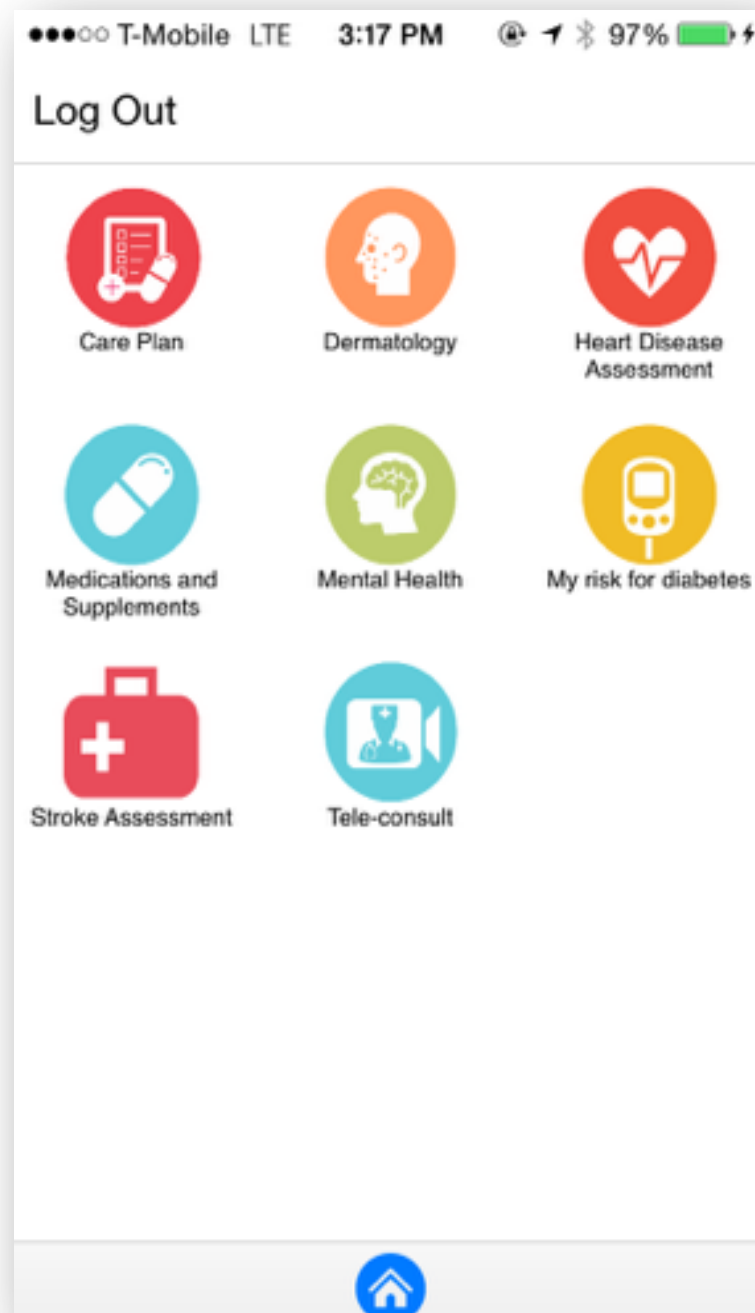 T-Mobile LTE 3:17 PM 97%
Log Out
Care Plan
Dermatology
Heart Disease
Assessment
Medications and
Supplements
Mental Health
My risk for diabetes
Stroke Assessment
Tele-consult